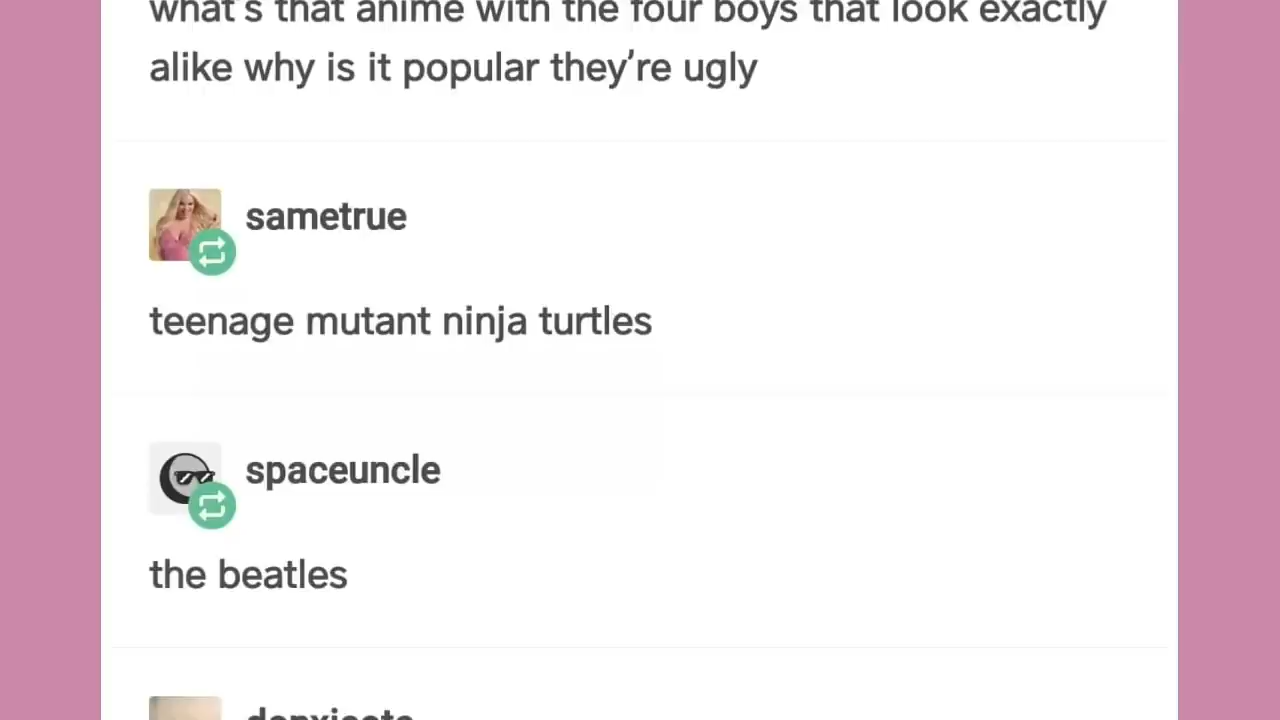 what's that anime with the four boys that look exactly
alike why is it popular they're ugly
sametrue
teenage mutant ninja turtles
spaceuncle
the beatles